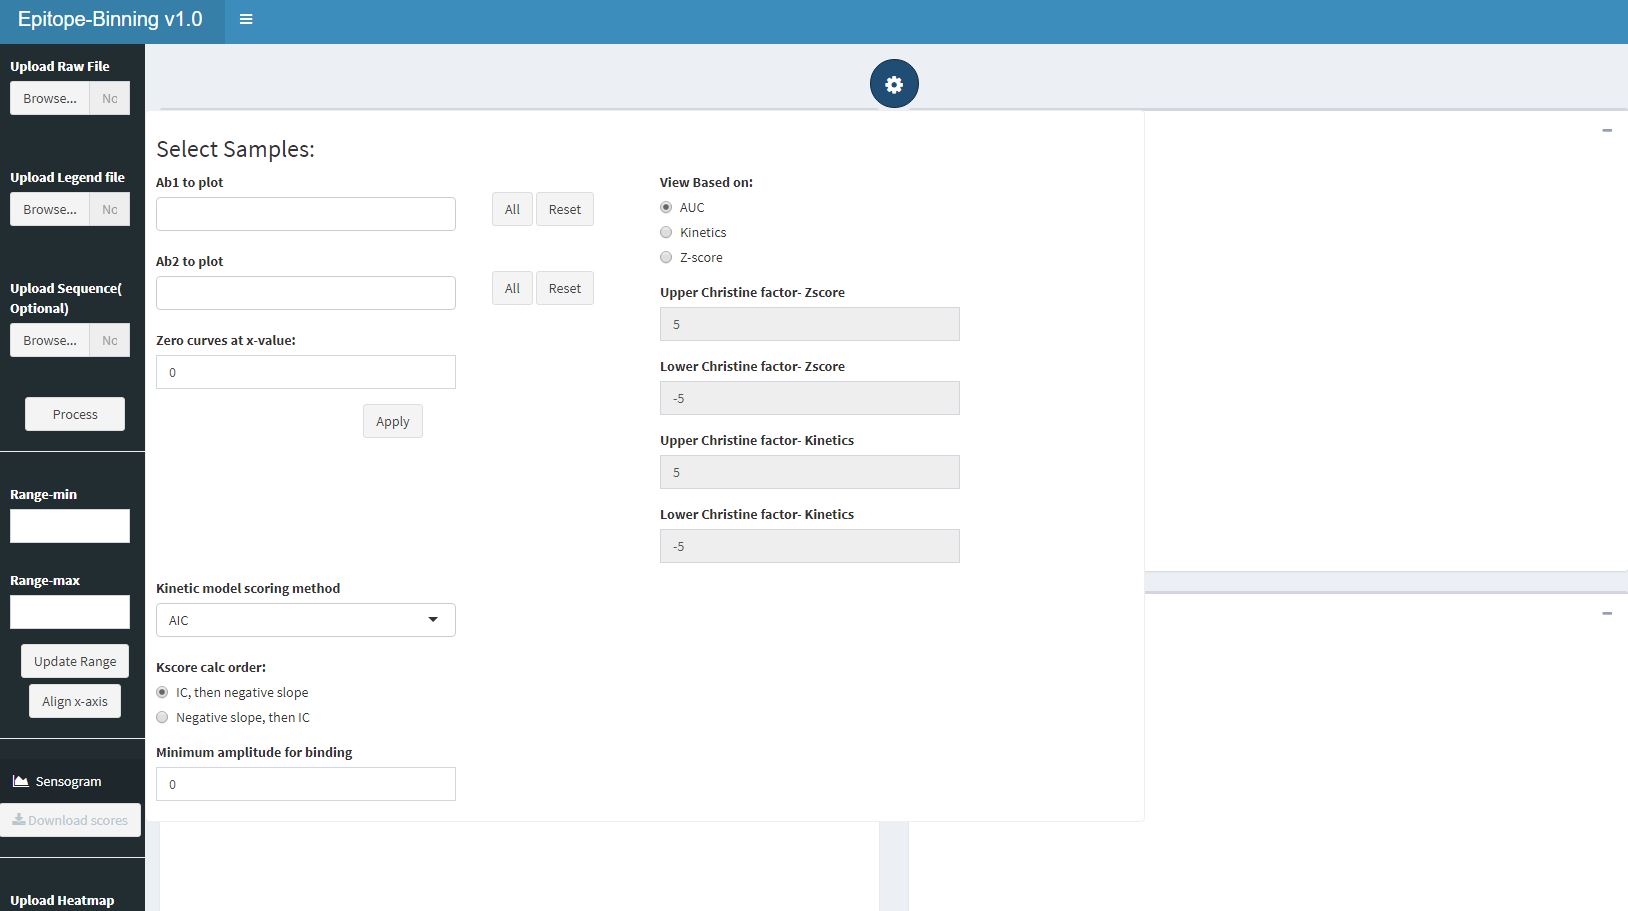 Epitope-Binning v1.0
Upload Raw File
Browse... No
Upload Legend file
Browse... No
Upload Sequence(
Optional)
Browse... No
Process
Range-min
Range-max
Update Range
Align x-axis
Sensogram
Download scores
Upload Heatmap
Select Samples:
Ab1 to plot
All Reset
Ab2 to plot
All Reset
Zero curves at x-value:
0
Apply
Kinetic model scoring method
AIC
Kscore calc order:
IC, then negative slope
Negative slope, then IC
Minimum amplitude for binding
0
View Based on:
AUC
Kinetics
Z-score
Upper Christine factor- Zscore
5
Lower Christine factor- Zscore
-5
Upper Christine factor- Kinetics
5
Lower Christine factor- Kinetics
-5